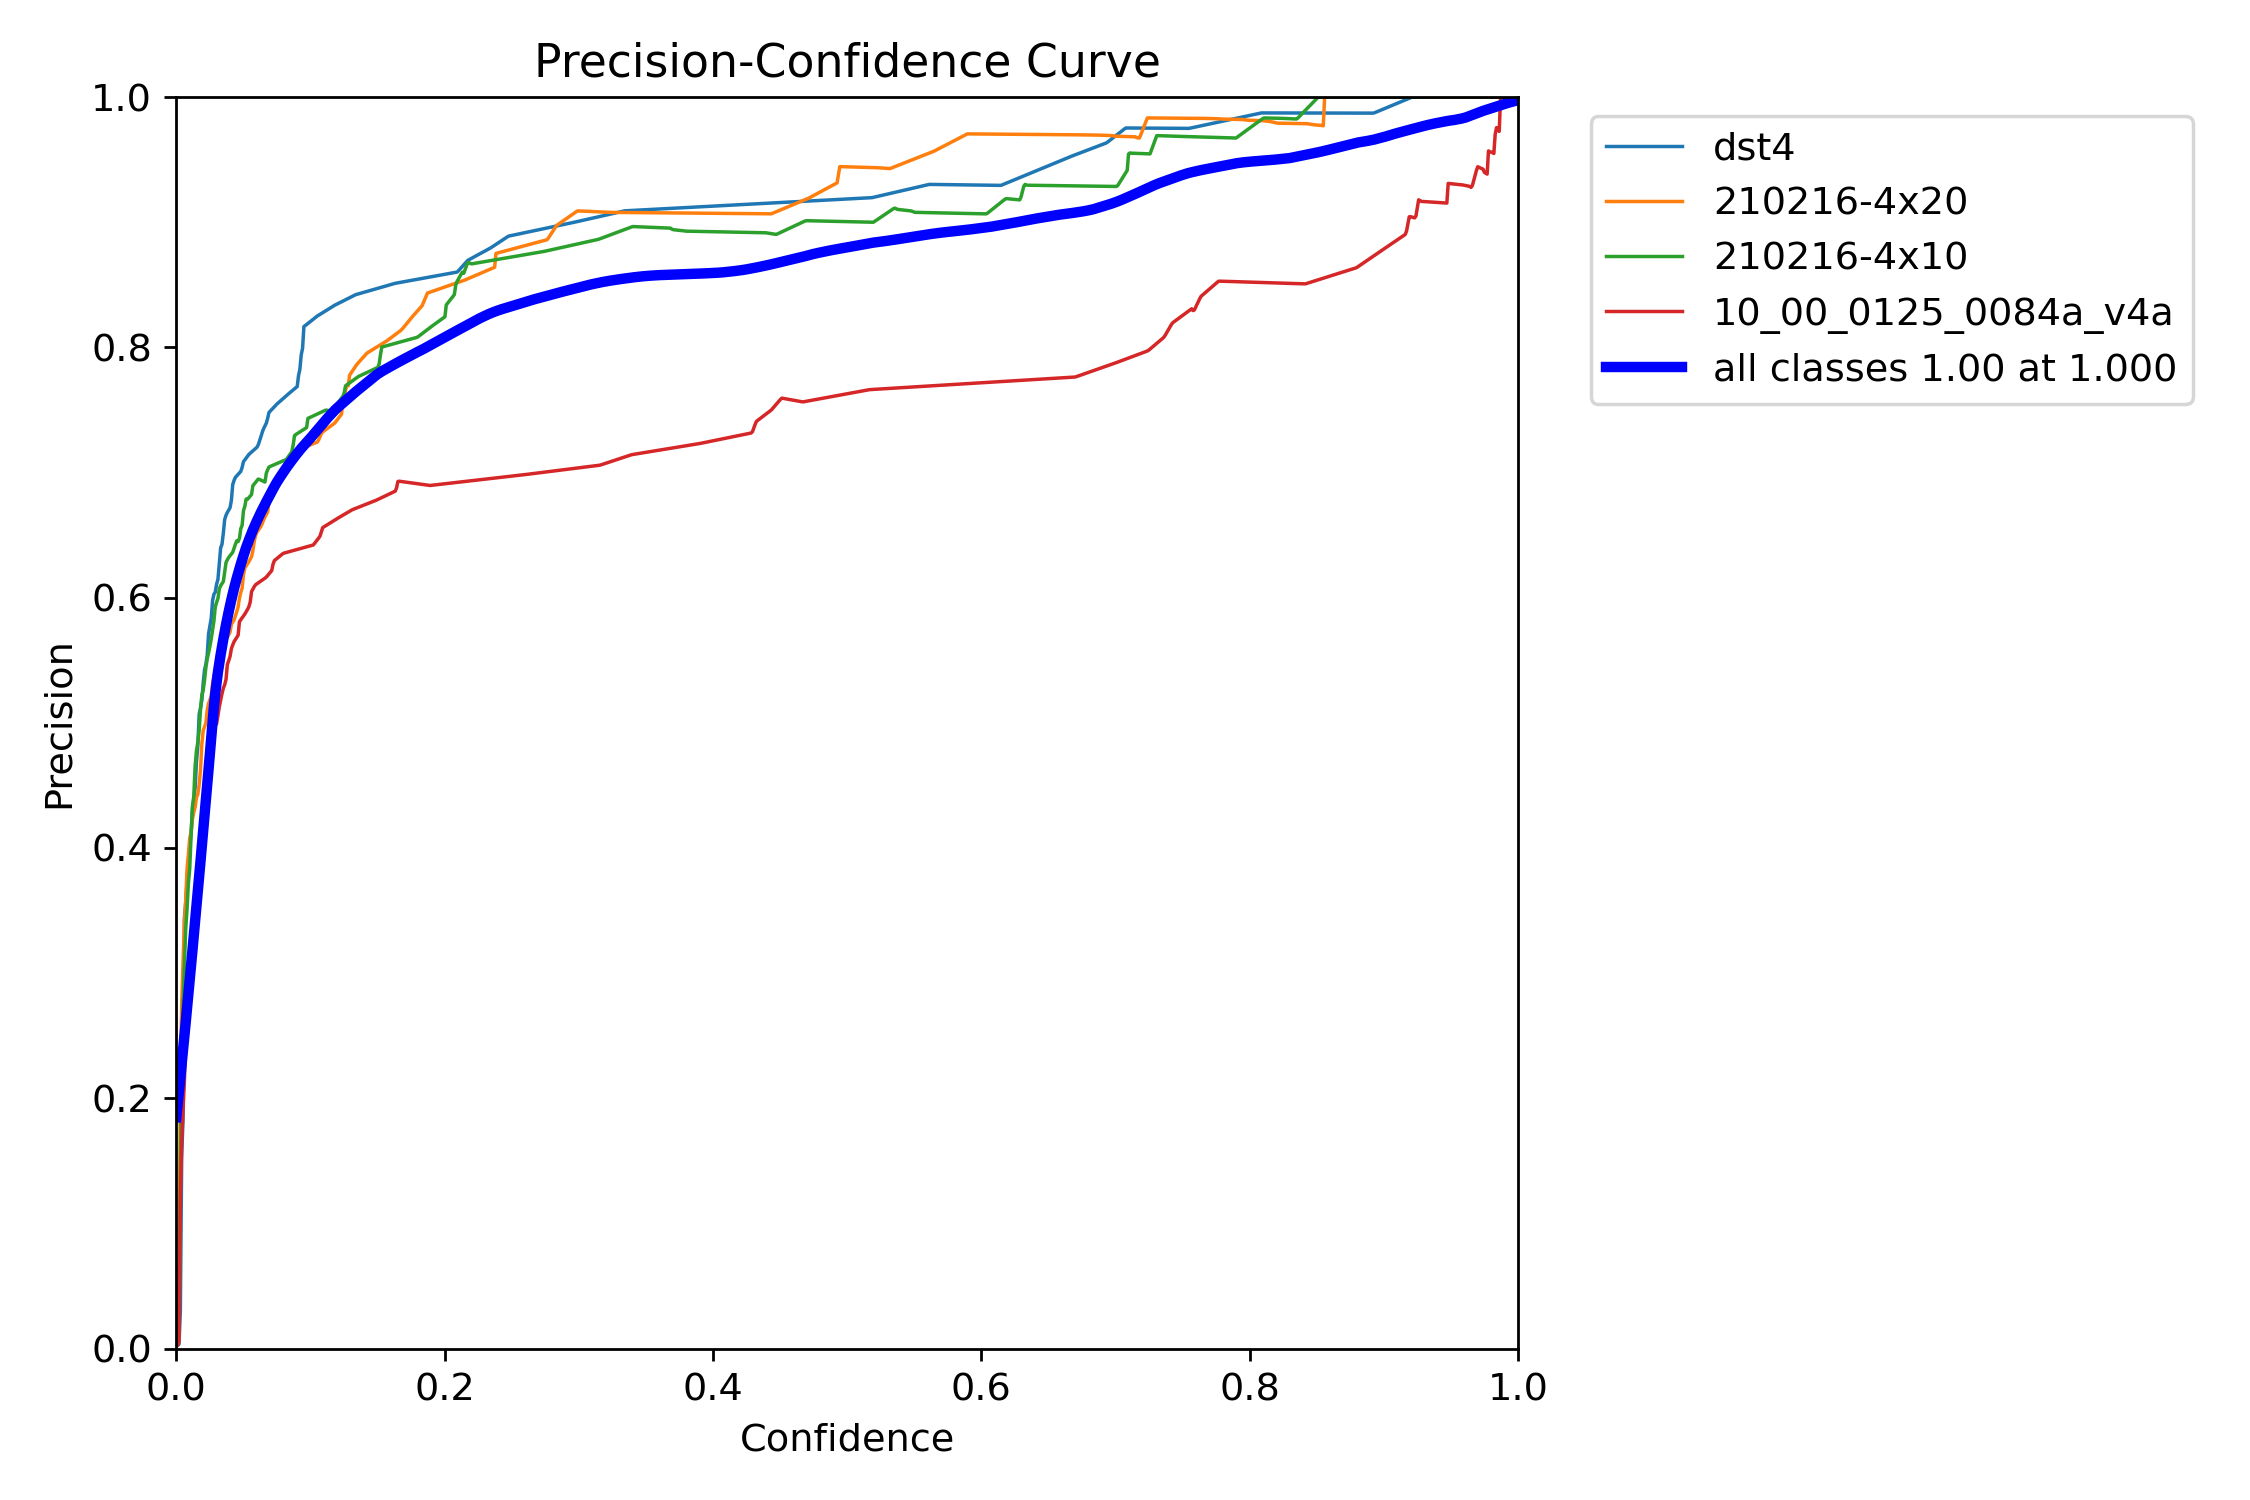 Precision-Confidence Curve
1.0
0.8
0.6
0.4
0.2
0.0
Precision
0.0 0.2 0.4 0.6 0.8 1.0
Confidence
dst4
210216-4x20
210216-4x10
10_00_0125_0084a_v4a
all classes 1.00 at 1.000